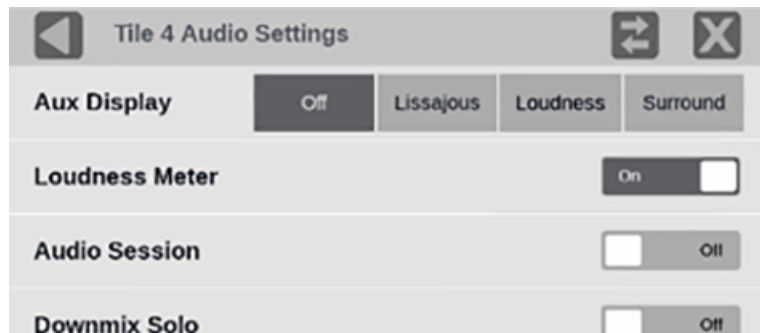 Tile 4 Audio Settings
Aux Display Off Lissajous Loudness Surround
Loudness Meter On
Audio Session Off
Downmix Solo Off